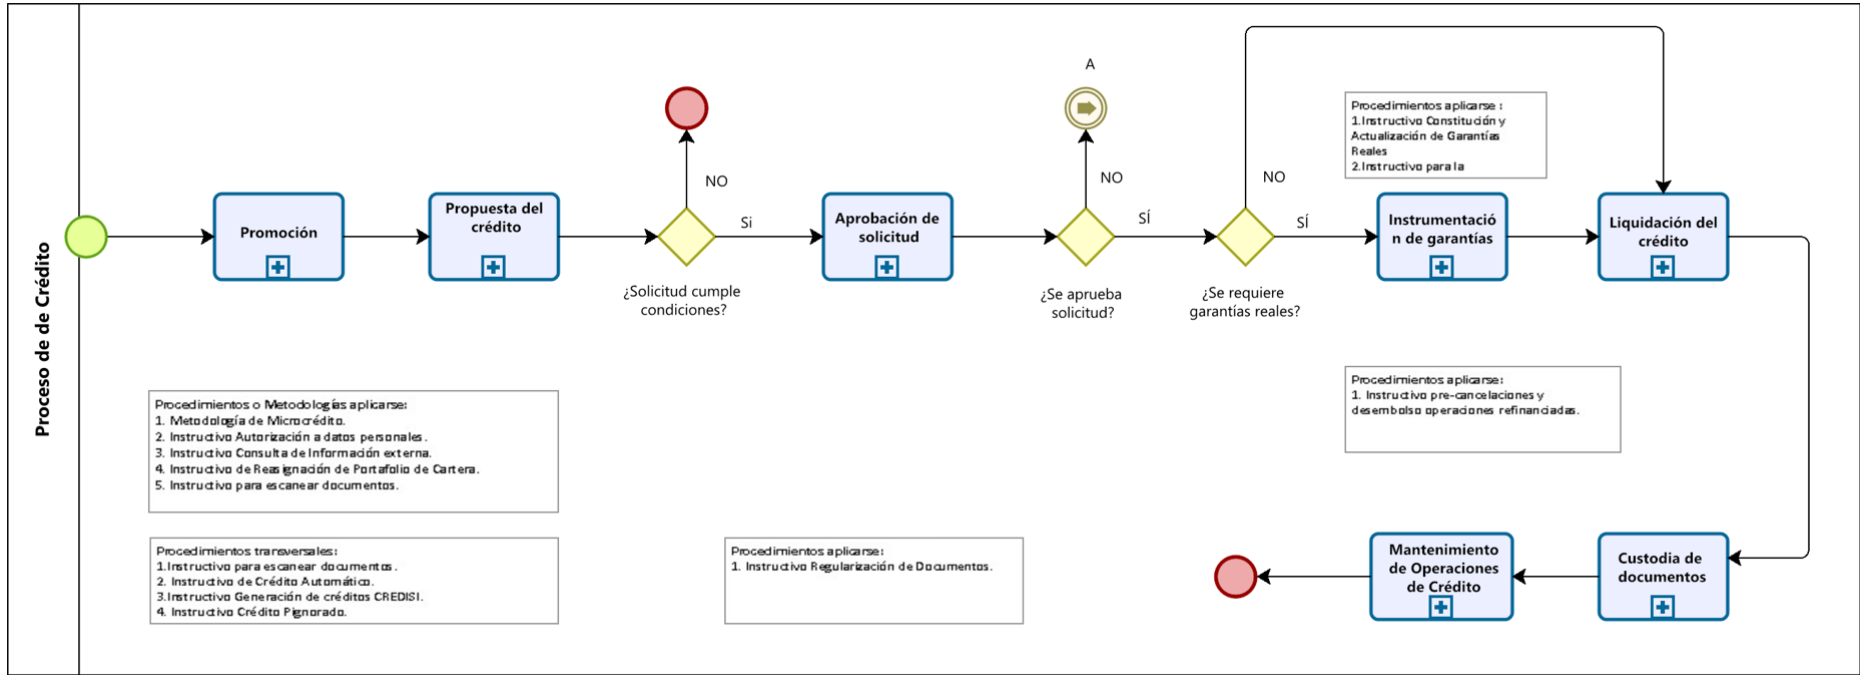 Proceso de de Crédito
Promoción
Propuesta del
crédito
NO
Si
¿Solicitud cumple
condiciones?
Aprobación de
solicitud
A
NO
SÍ
¿Se aprueba
solicitud?
NO
SÍ
¿Se requiere
garantías reales?
Procedimientos aplicarse :
1.Instructivo Constitución y
Actualización de Garantías
Reales
2.Instructivo para la
Instrumentació
n de garantías
Liquidación del
crédito
Procedimientos o Metodologías aplicarse:
1. Metodología de Microcrédito.
2. Instructivo Autorización a datos personales.
3. Instructivo Consulta de Información externa.
4. Instructivo de Reasignación de Portafolio de Cartera.
5. Instructivo para escanear documentos.
Procedimientos aplicarse:
1. Instructivo pre-cancelaciones y
desembolso operaciones refinanciadas.
Procedimientos transversales:
1.Instructivo para escanear documentos.
2. Instructivo de Crédito Automático.
3.Instructivo Generación de créditos CREDISI.
4. Instructivo Crédito Pignorado.
Procedimientos aplicarse:
1. Instructivo Regularización de Documentos.
Mantenimiento
de Operaciones
de Crédito
Custodia de
documentos